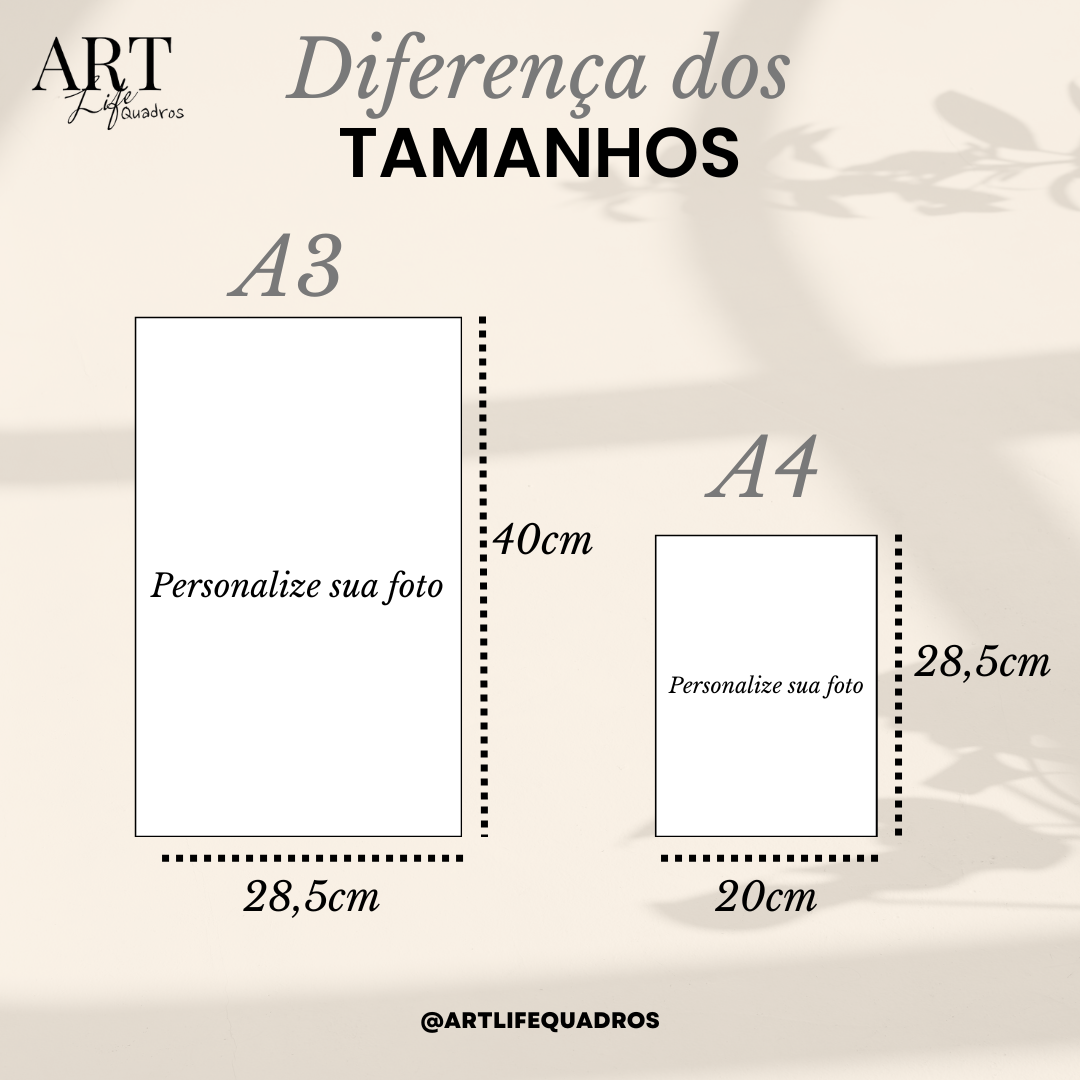 ART
Life
Quadros
Diferença dos
TAMANHOS
A3
Personalize sua foto
40cm
28,5cm
A4
Personalize sua foto
28,5cm
20cm
@ARTLIFEQUADROS